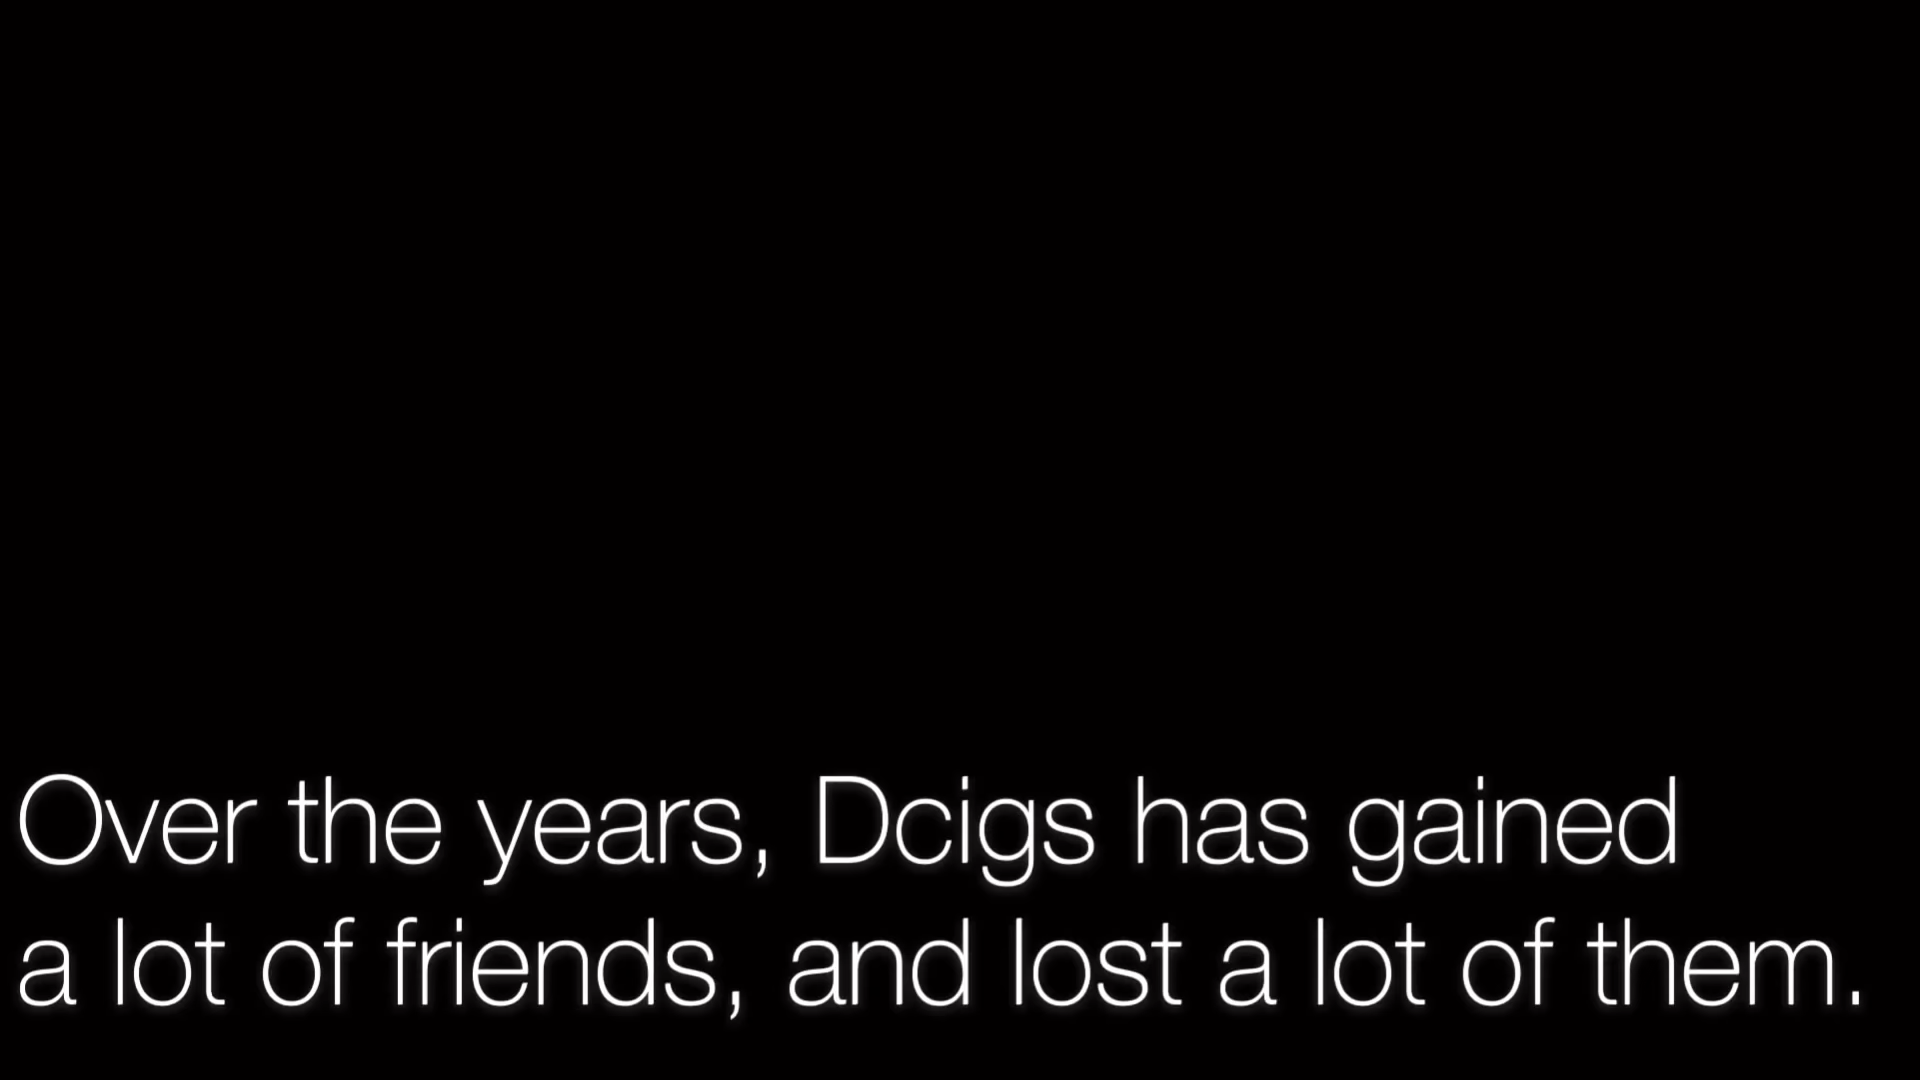 Over the years, Dcigs has gained
a lot of friends, and lost a lot of them.